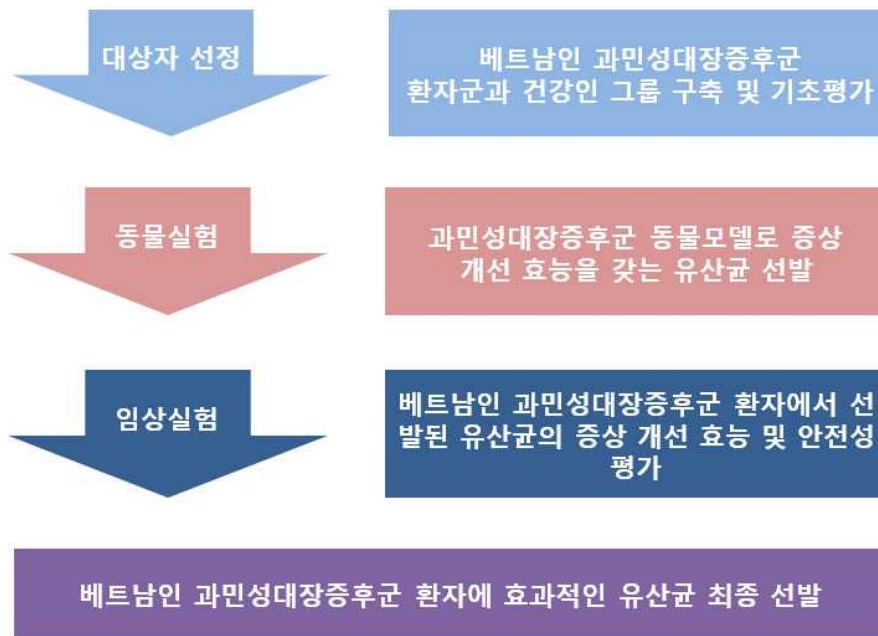 대상자 선정
베트남인 과민성대장증후군
환자군과 건강인 그룹 구축 및 기초평가
동물실험
과민성대장증후군 동물모델로 증상
개선 효능을 갖는 유산균 선발
임상실험
베트남인 과민성대장증후군 환자에서 선
발된 유산균의 증상 개선 효능 및 안전성
평가
베트남인 과민성대장증후군 환자에 효과적인 유산균 최종 선발